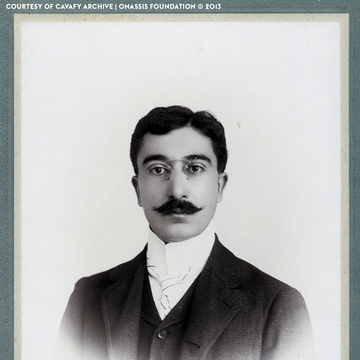 COURTESY OF CAVAFY ARCHIVE | ONASSIS FOUNDATION © 2013